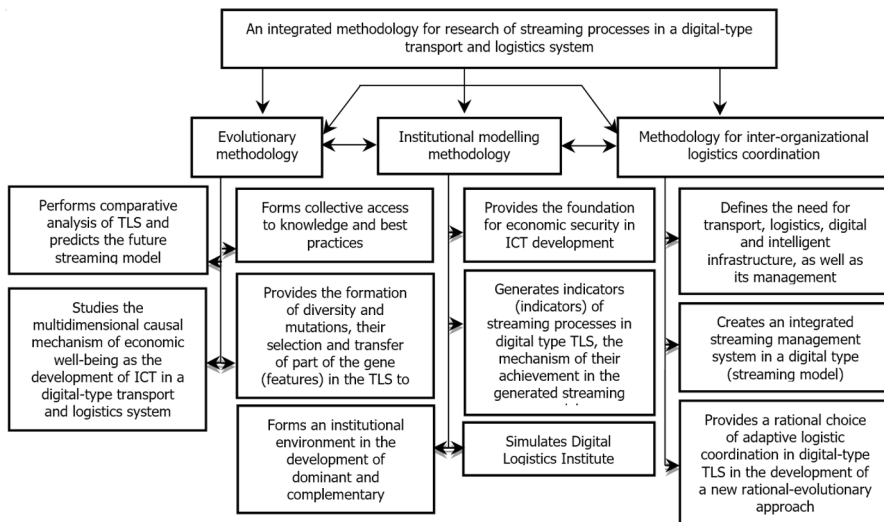 An integrated methodology for research of streaming processes in a digital-type
transport and logistics system
Evolutionary
methodology
Institutional modelling
methodology
Methodology for inter-organizational
logistics coordination
Performs comparative
analysis of TLS and
predicts the future
streaming model
Studies the
multidimensional causal
mechanism of economic
well-being as the
development of ICT in a
digital-type transport
and logistics system
Forms collective access
to knowledge and best
practices
Provides the formation
of diversity and
mutations, their
selection and transfer
of part of the gene
(features) in the TLS to
Forms an institutional
environment in the
development of
dominant and
complementary
Provides the foundation
for economic security in
ICT development
Generates indicators
(indicators) of
streaming processes in
digital type TLS, the
mechanism of their
achievement in the
generated streaming
Simulates Digital
Logistics Institute
Defines the need for
transport, logistics, digital
and intelligent
infrastructure, as well as
its management
Creates an integrated
streaming management
system in a digital type
(streaming model)
Provides a rational choice
of adaptive logistic
coordination in digital-type
TLS in the development of
a new rational-evolutionary
approach